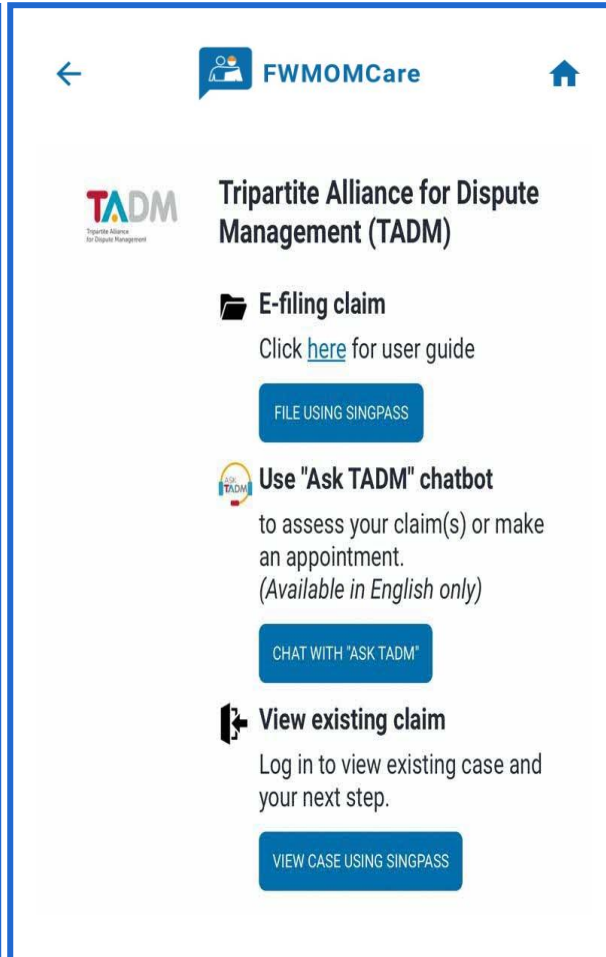 FWMOMCare
TADM
Tripartite Alliance
for Dispute Management
Tripartite Alliance for Dispute
Management (TADM)
E-filing claim
Click here for user guide
FILE USING SINGPASS
ASK
TADM
Use "Ask TADM" chatbot
to assess your claim(s) or make
an appointment.
(Available in English only)
CHAT WITH "ASK TADM"
View existing claim
Log in to view existing case and
your next step.
VIEW CASE USING SINGPASS